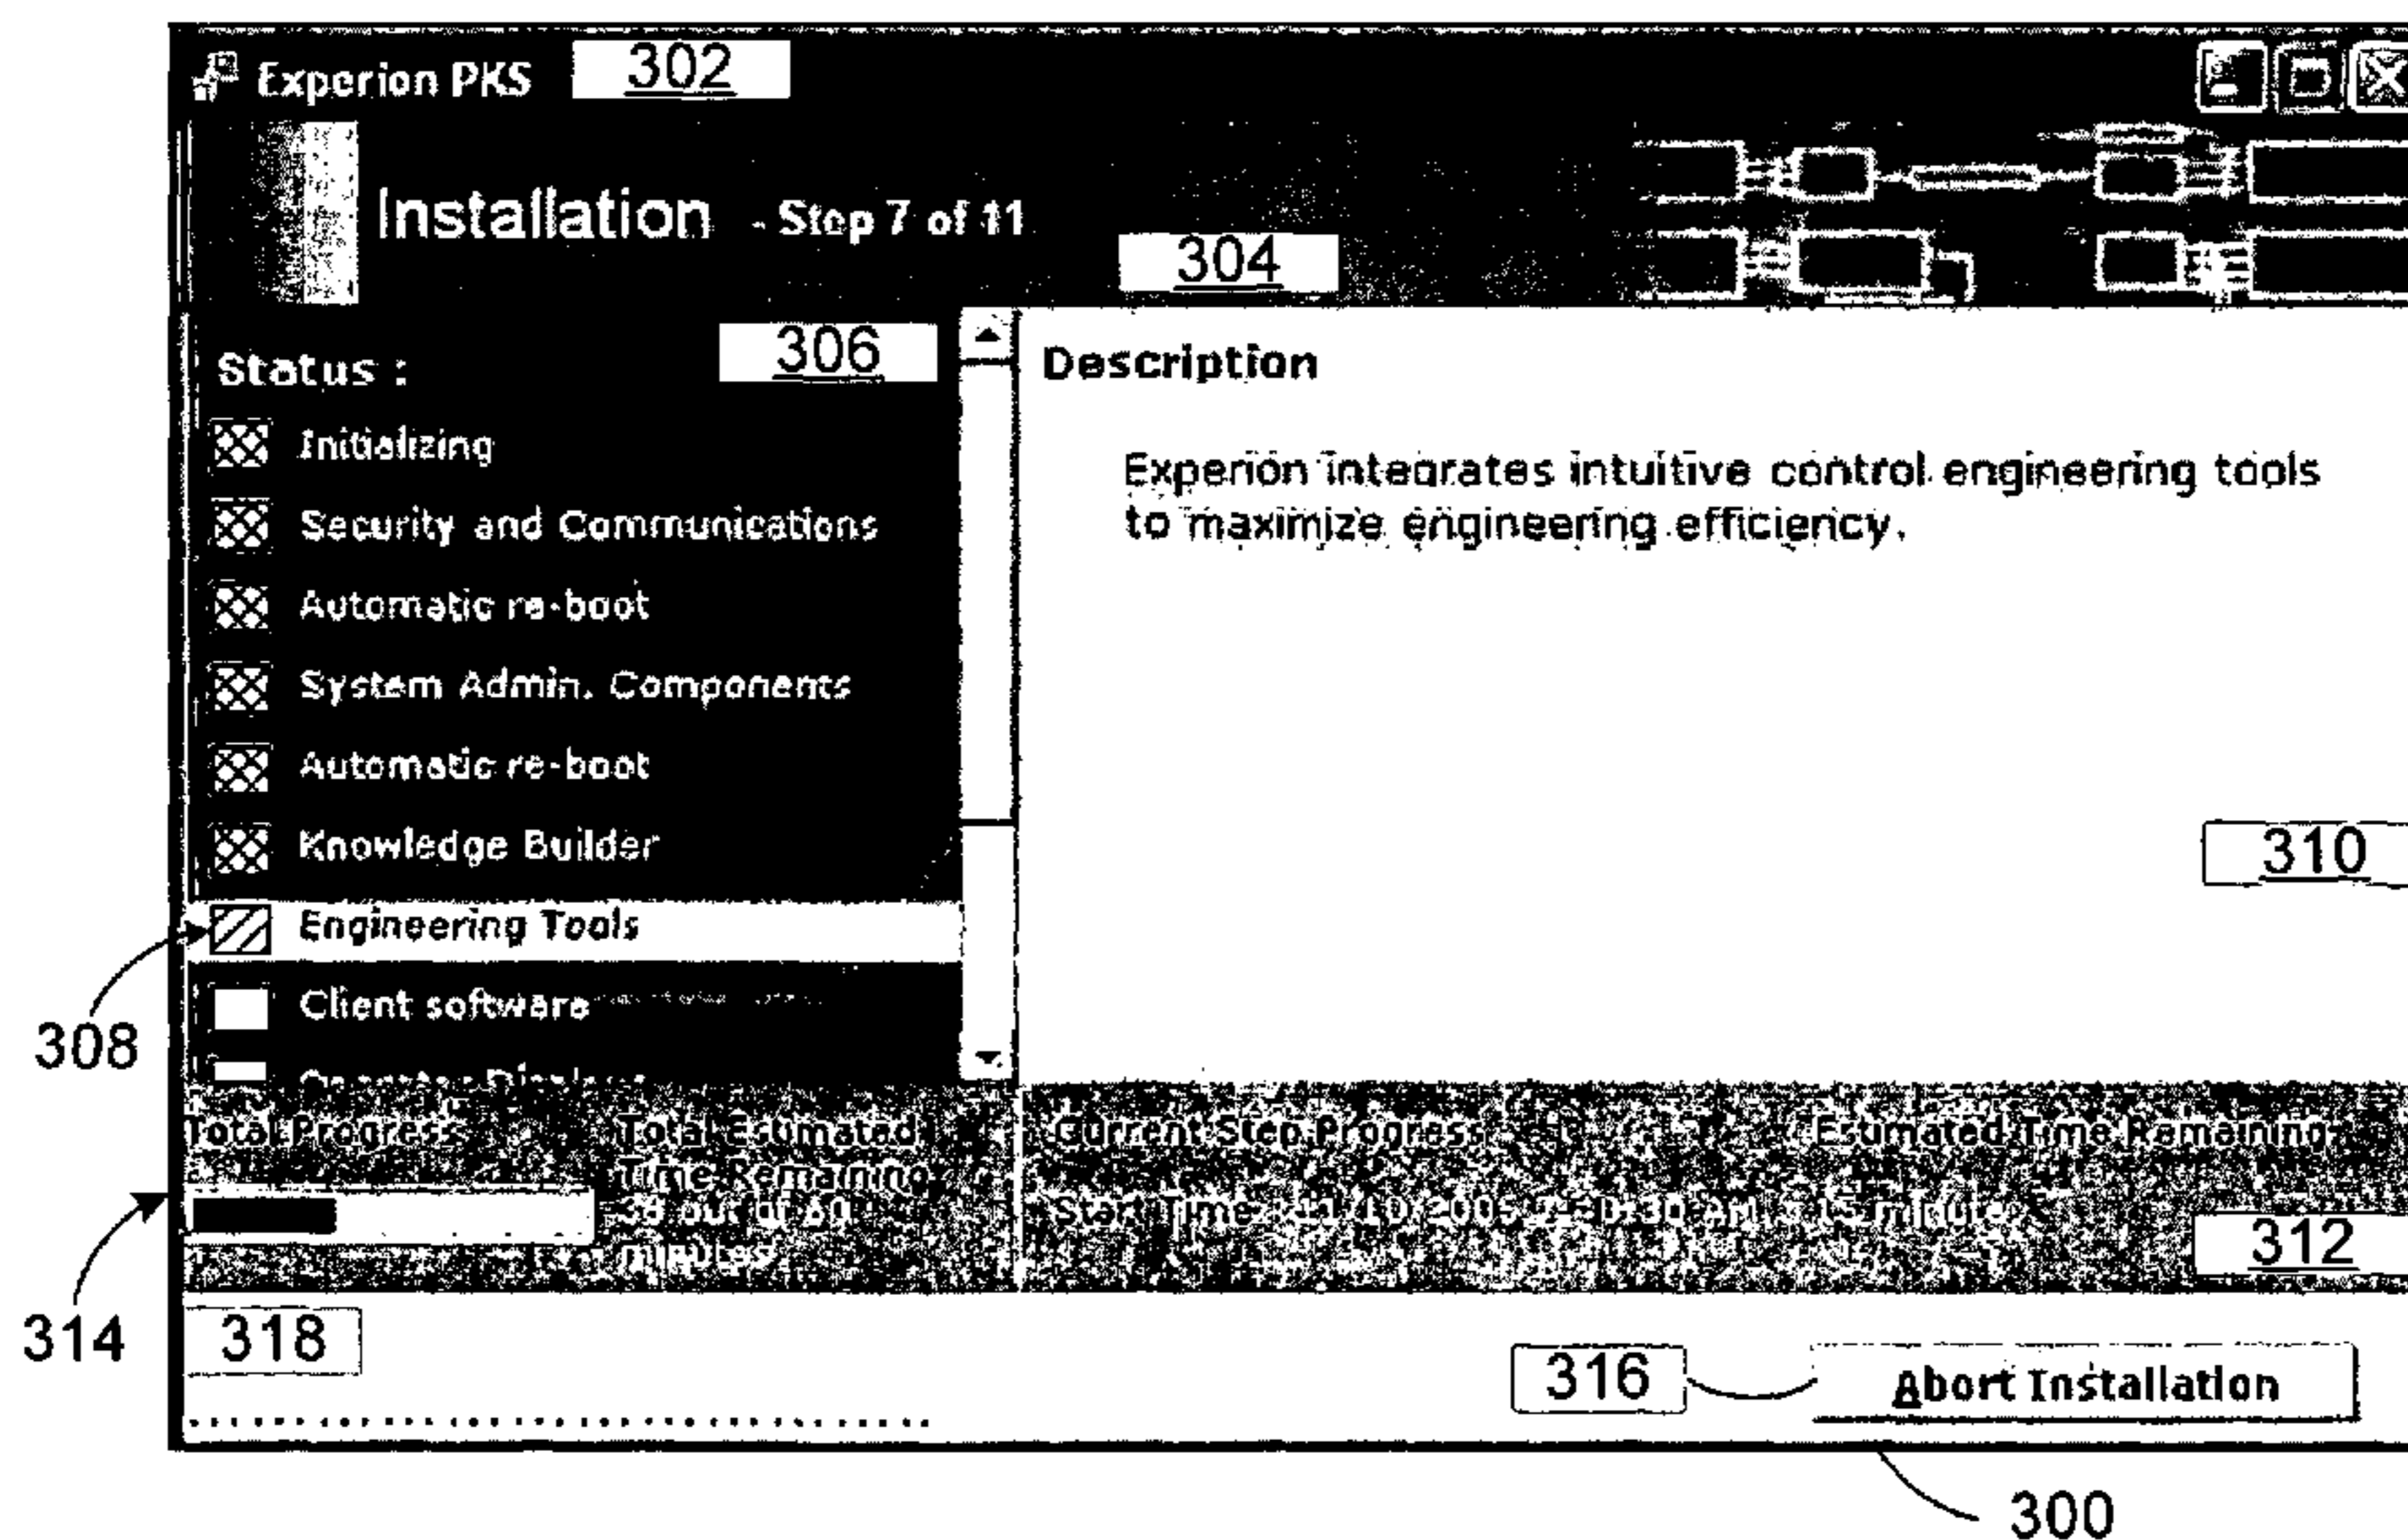 Experion PKS 302
Installation - Step 7 of 11
304
Status : 306
Description
Initializing
Experion integrates intuitive control engineering tools
to maximize engineering efficiency.
Security and Communications
Automatic re-boot
System Admin. Components
Automatic re-boot
Knowledge Builder
310
Engineering Tools
308
Client software
Total Progress
Total Estimated
Time Remaining
out of 60
minutes
Current Step Progress
Estimated Time Remaining
Start Time
15 minutes
312
314
318
316
Abort Installation
300